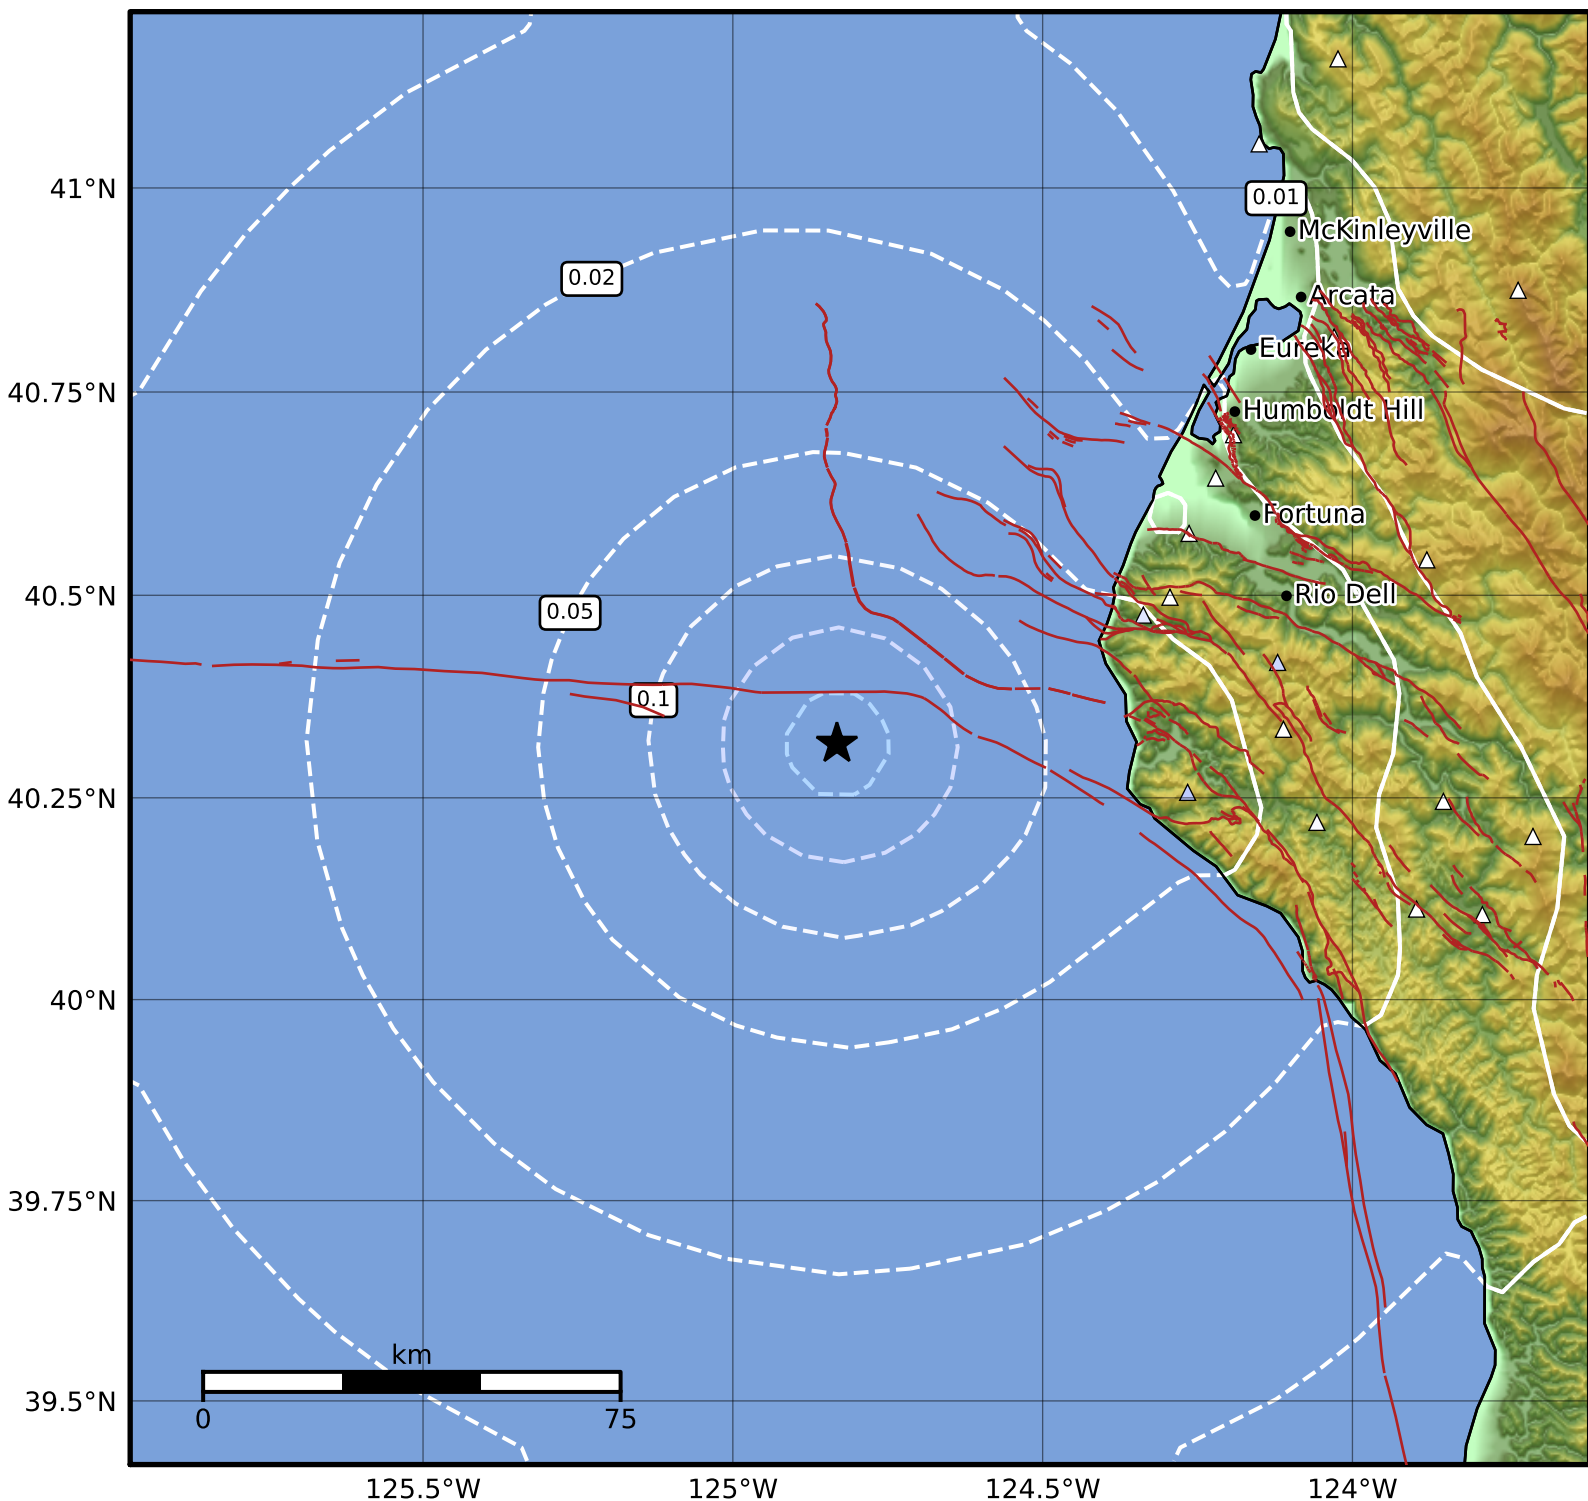 41°N
0.01
McKinleyville
0.02
Arcata
Eureka
40.75°N
Humboldt Hill
Fortuna
40.5°N
Rio Dell
0.05
0.1
40.25°N
40°N
39.75°N
km
39.5°N
0
75
125.5°W
125°W
124.5°W
124°W